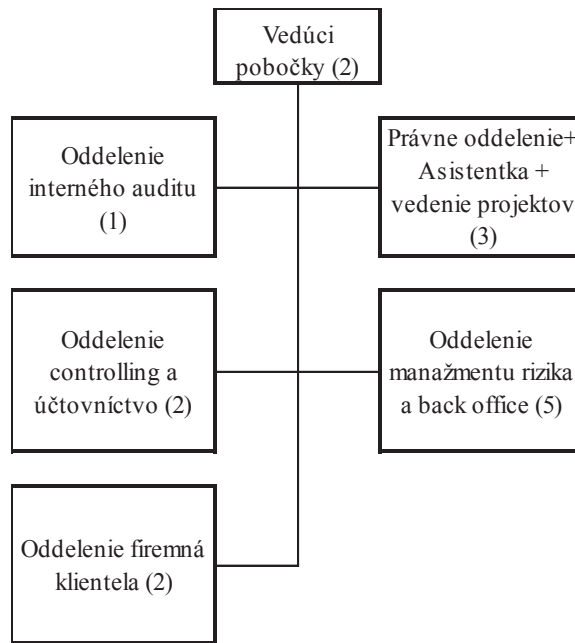 Vedúci
pobočky (2)
Oddelenie
interného auditu
(1)
Právne oddelenie+
Asistentka +
vedenie projektov
(3)
Oddelenie
controlling a
účtovníctvo (2)
Oddelenie
manažmentu rizika
a back office (5)
Oddelenie firemná
klientela (2)